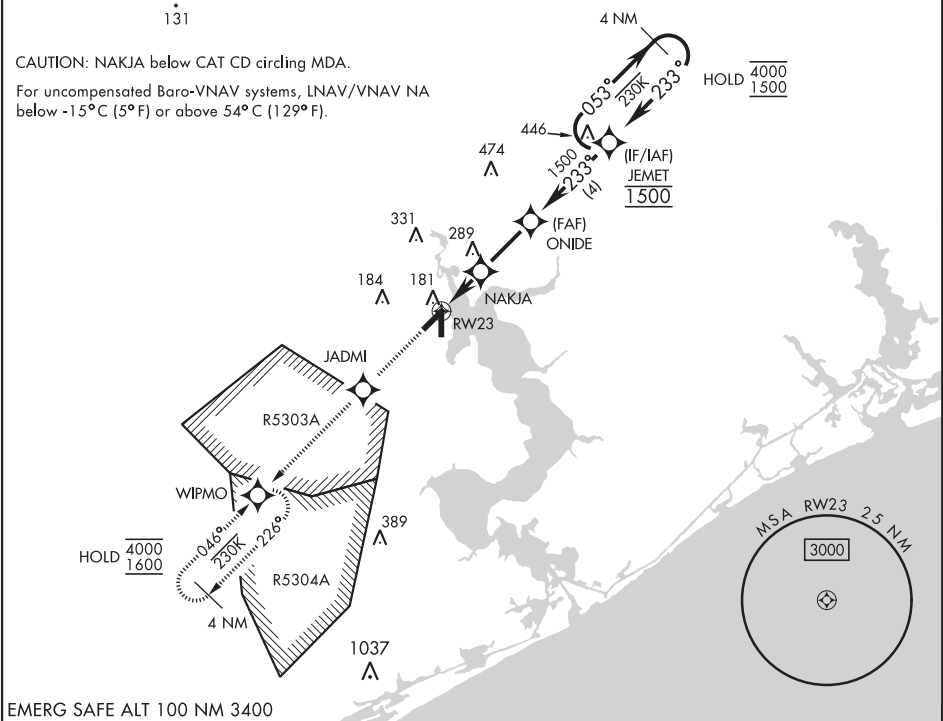 131
CAUTION: NAKJA below CAT CD circling MDA.
For uncompensated Baro-VNAV systems, LNAV/VNAV NA
below -15°C (5°F) or above 54°C (129°F).
4 NM
HOLD 4000
1500
053°
230K
233°
446
474
1500
233°
(4)
(IF/IAF)
JEMET
1500
331
289
(FAF)
ONIDE
184
181
NAKJA
RW23
JADMI
R5303A
WIPMO
046°
230K
226°
HOLD 4000
1600
389
R5304A
4 NM
1037
MSA RW23 25 NM
3000
EMERG SAFE ALT 100 NM 3400